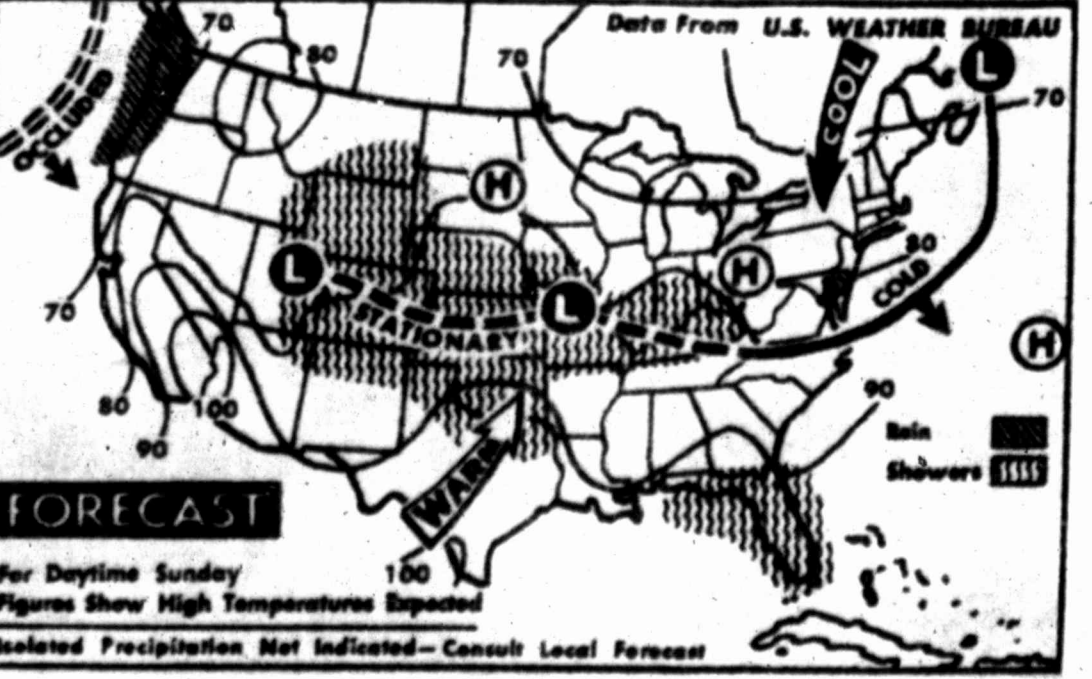 Data From U.S. WEATHER BUREAU
70
80
70
L
70
OCCLUDED
COOL
H
80
L
H
COLD
L
STATIONARY
H
70
80
100
90
90
WARM
Rain
Showers
FORECAST
For Daytime Sunday
100
Figures Show High Temperatures Expected
Isolated Precipitation Not Indicated—Consult Local Forecast